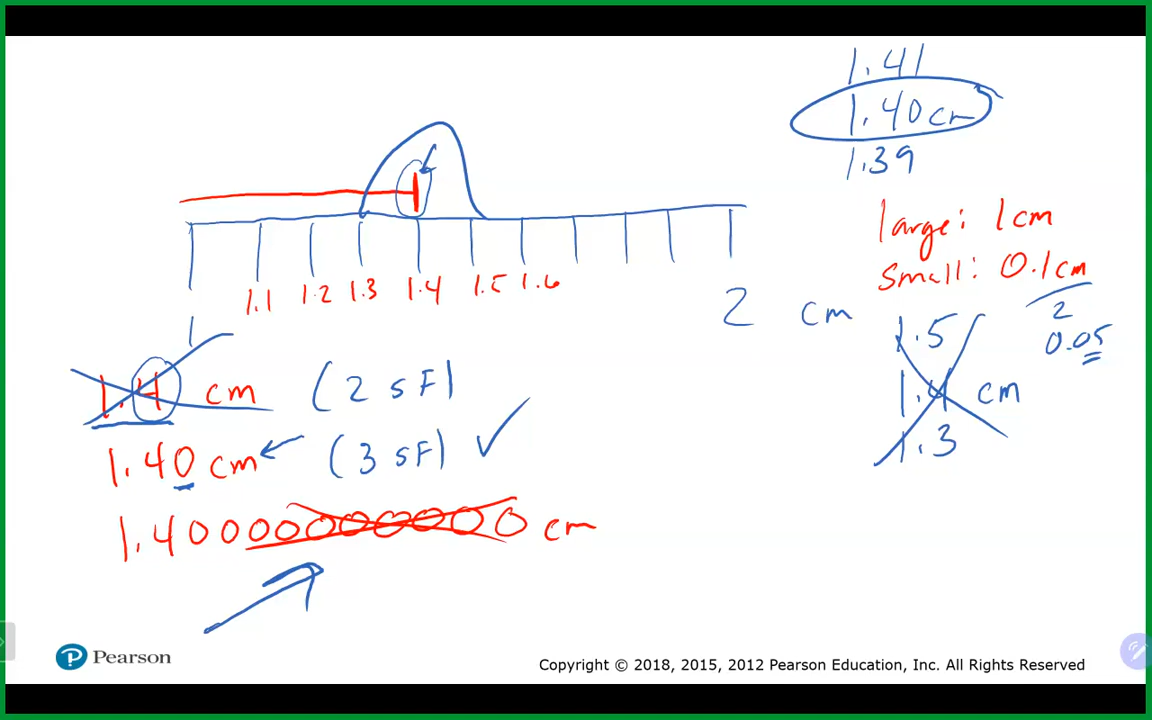 1.41
1.40 cm
1.39
large: 1 cm
small: 0.1 cm
2
0.05
1.1 1.2 1.3 1.4 1.5 1.6
1
2 cm
1.5
1.4 cm
1.3
1.4 cm (2 SF)
1.40 cm (3 SF) ✓
1.40000000000 cm
Pearson
Copyright © 2018, 2015, 2012 Pearson Education, Inc. All Rights Reserved